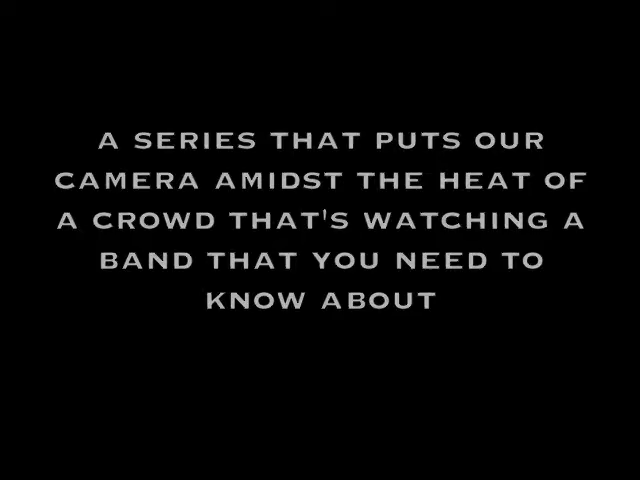 A SERIES THAT PUTS OUR
CAMERA AMIDST THE HEAT OF
A CROWD THAT'S WATCHING A
BAND THAT YOU NEED TO
KNOW ABOUT